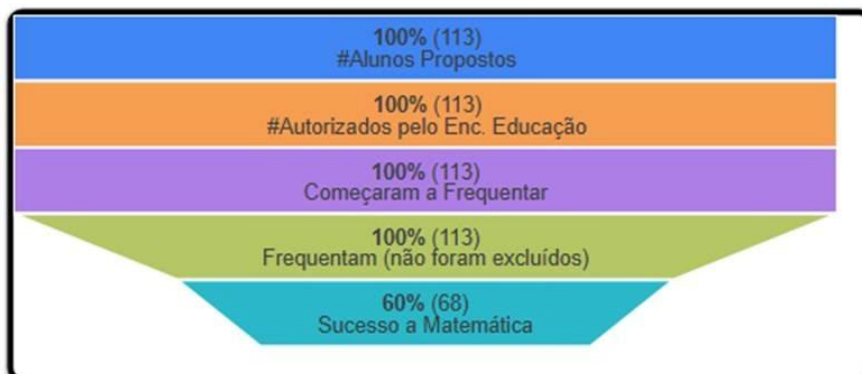 100% (113)
#Alunos Propostos
100% (113)
#Autorizados pelo Enc. Educação
100% (113)
Começaram a Frequentar
100% (113)
Frequentam (não foram excluídos)
60% (68)
Sucesso a Matemática